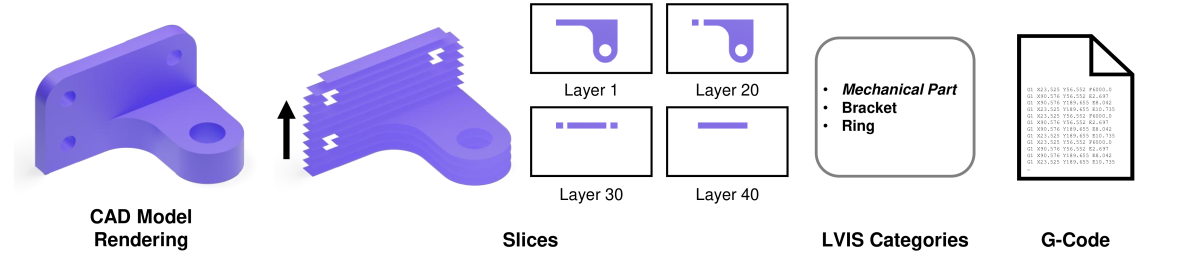 Layer 1
Layer 20
Layer 30
Layer 40
• Mechanical Part
• Bracket
• Ring
G1 X23.525 Y56.552 F6000.0
G1 X90.576 Y56.552 E2.697
G1 X90.576 Y189.655 E8.042
G1 X23.525 Y189.655 E10.735
G1 X23.525 Y56.552 F6000.0
G1 X90.576 Y56.552 E2.697
G1 X90.576 Y189.655 E8.042
G1 X23.525 Y189.655 E10.735
G1 X23.525 Y56.552 F6000.0
G1 X90.576 Y56.552 E2.697
G1 X90.576 Y189.655 E8.042
G1 X23.525 Y189.655 E10.735
…
CAD Model
Rendering
Slices
LVIS Categories
G-Code